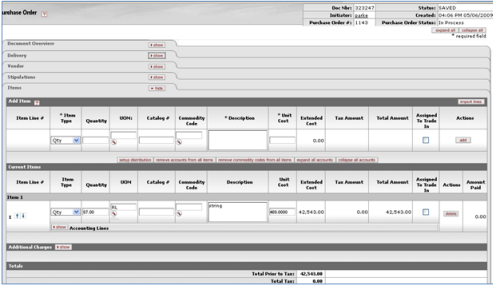 Purchase Order ?
Doc Nbr: 323247 Status: SAVED
Initiator: parke Created: 04:06 PM 05/06/2009
Purchase Order #: 1143 Purchase Order Status: In Process
expand all collapse all
* required field
Document Overview show
Delivery show
Vendor show
Stipulations show
Items hide
Add Item ? import lines
Item Line # * Item Type Quantity UOM: Catalog # Commodity Code * Description * Unit Cost Extended Cost Tax Amount Total Amount Assigned To Trade In Actions
Qty 0.00 add
setup distribution remove accounts from all items remove commodity codes from all items expand all accounts collapse all accounts
Current Items
Item Line # Item Type Quantity UOM Catalog # Commodity Code Description Unit Cost Extended Cost Tax Amount Total Amount Assigned To Trade In Actions Amount Paid
Item 1
1 Qty 87.00 RL string 42,543.00 0.00 42,543.00 delete 0.00
show Accounting Lines
Additional Charges show
Totals
Total Prior to Tax: 42,543.00
Total Tax: 0.00